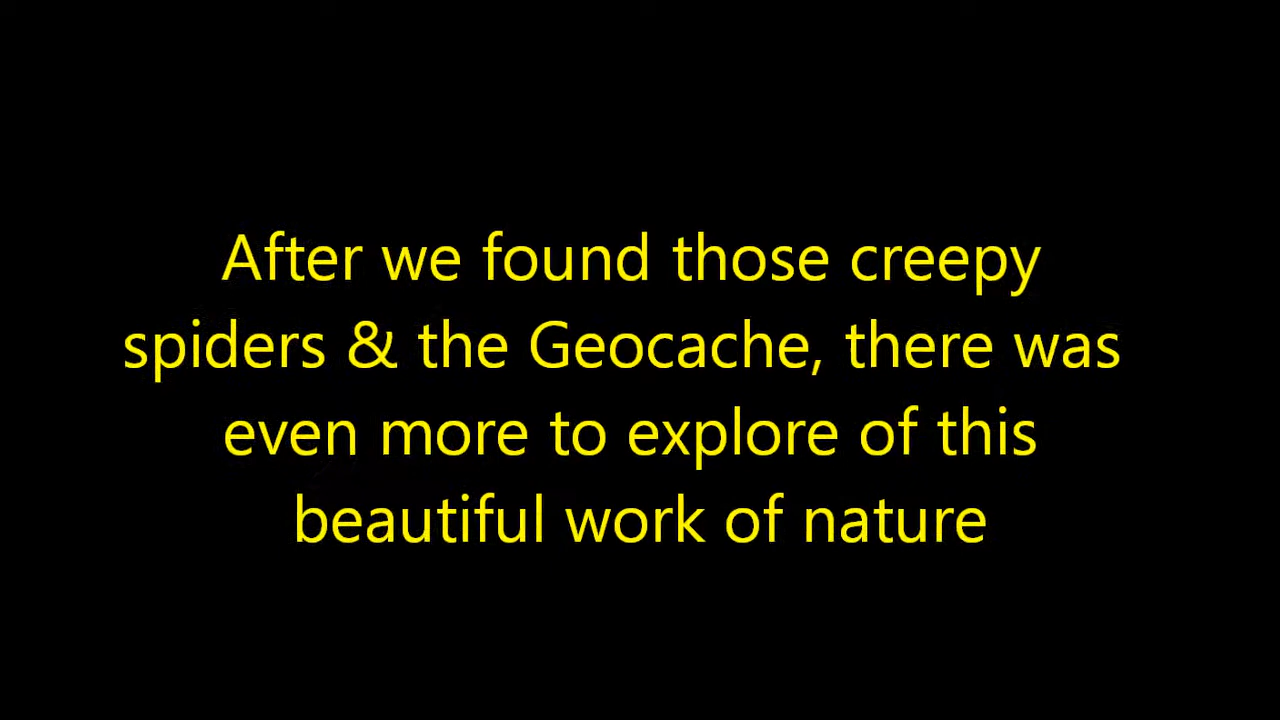 After we found those creepy
spiders & the Geocache, there was
even more to explore of this
beautiful work of nature